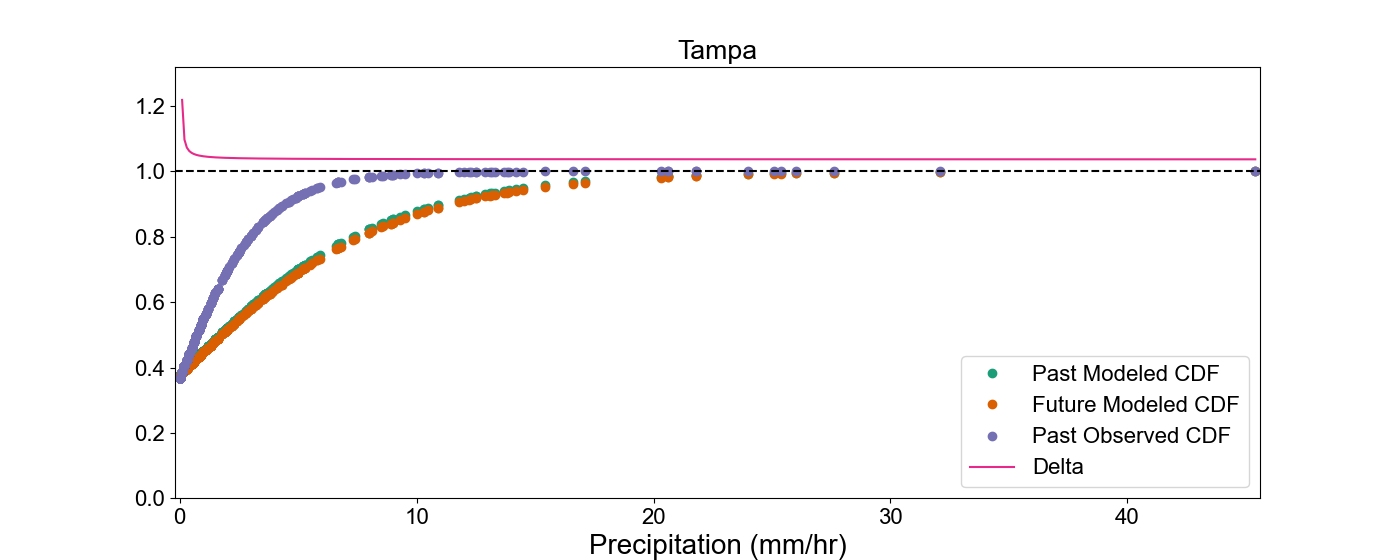 Tampa
1.2
1.0
0.8
0.6
0.4
0.2
0.0
0 10 20 30 40
Precipitation (mm/hr)
Past Modeled CDF
Future Modeled CDF
Past Observed CDF
Delta